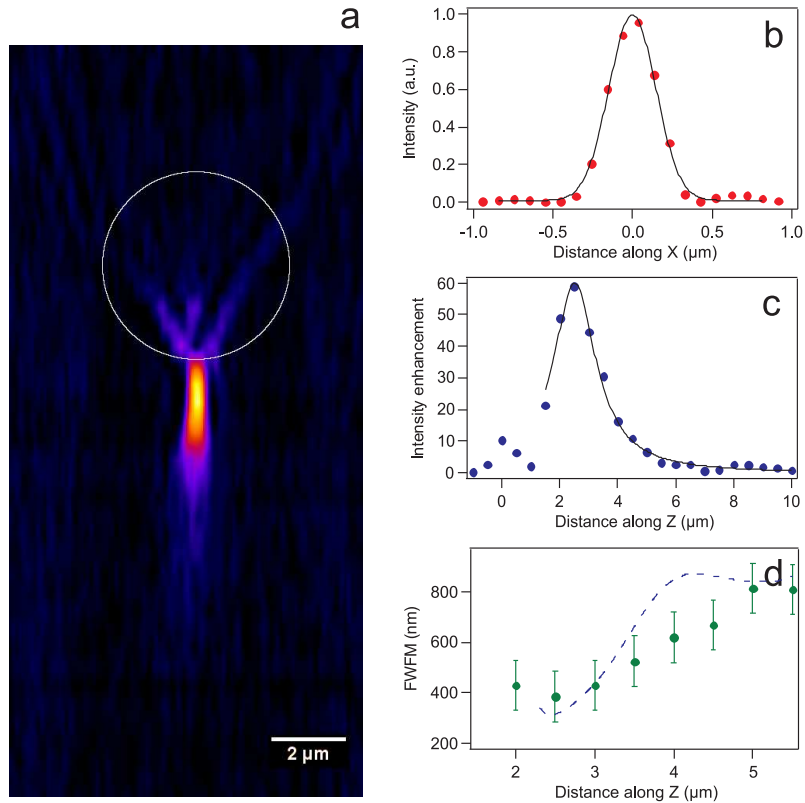 a
2 µm
b
Intensity (a.u.)
1.0
0.8
0.6
0.4
0.2
0.0
-1.0 -0.5 0.0 0.5 1.0
Distance along X (µm)
c
Intensity enhancement
60
50
40
30
20
10
0
0 2 4 6 8 10
Distance along Z (µm)
d
FWFM (nm)
800
600
400
200
2 3 4 5
Distance along Z (µm)